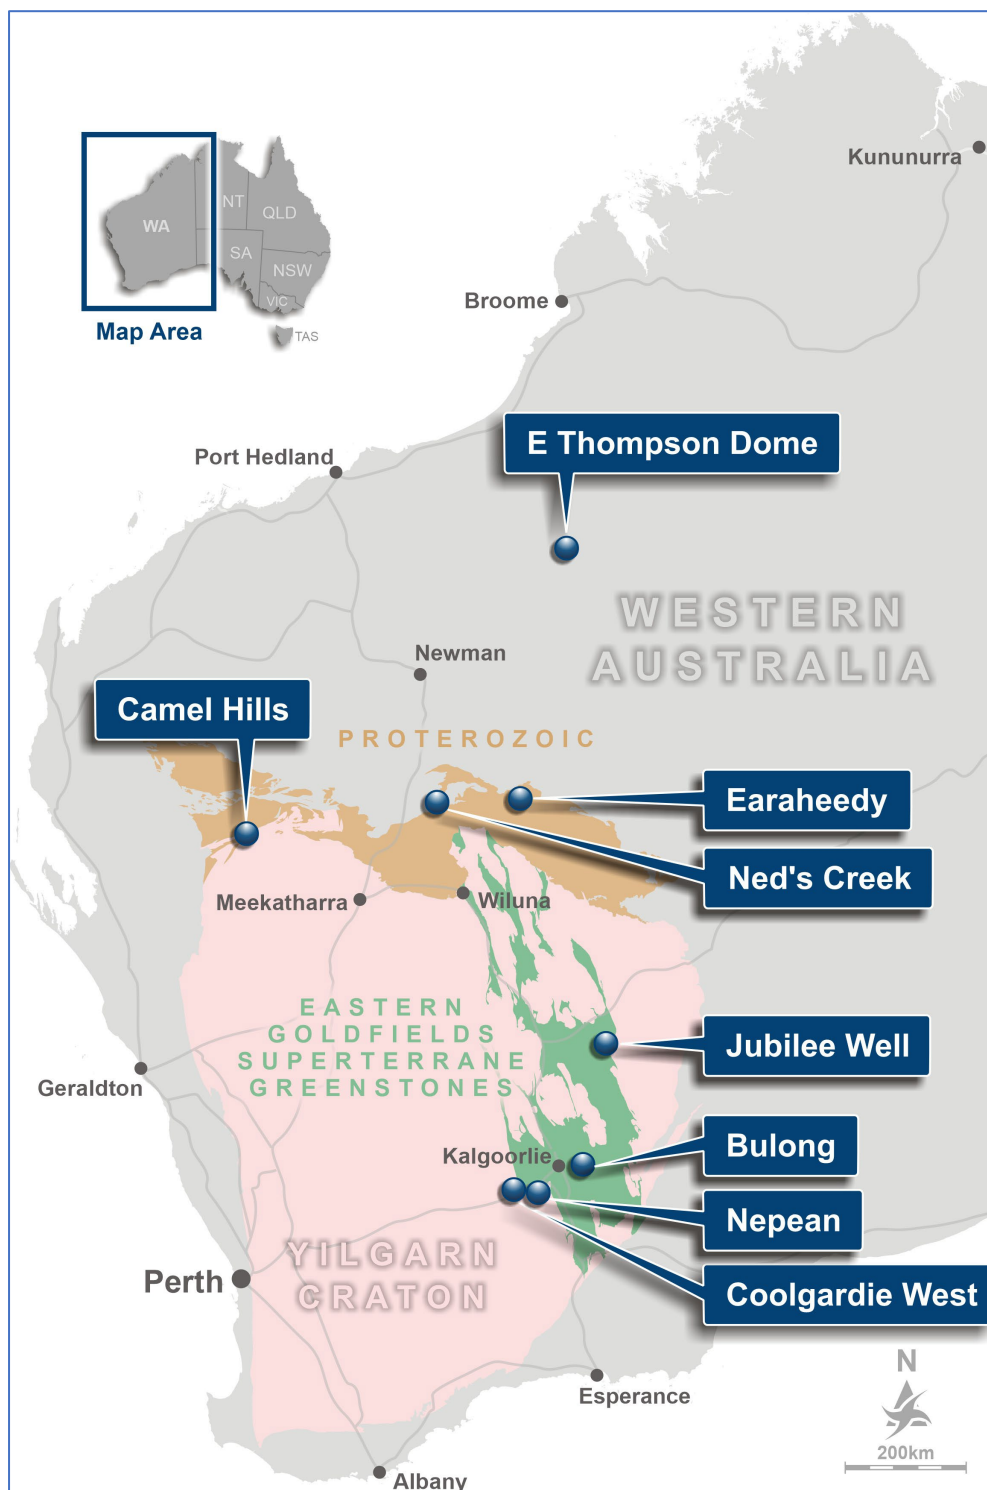 Kununurra
NT
QLD
WA
SA
NSW
VIC
TAS
Map Area
Broome
E Thompson Dome
Port Hedland
WESTERN
AUSTRALIA
Newman
Camel Hills
PROTEROZOIC
Earaheedy
Ned's Creek
Meekatharra
Wiluna
EASTERN
GOLDFIELDS
SUPERTERRANE
GREENSTONES
Jubilee Well
Geraldton
Kalgoorlie
Bulong
Nepean
YILGARN
CRATON
Perth
Coolgardie West
N
Esperance
200km
Albany